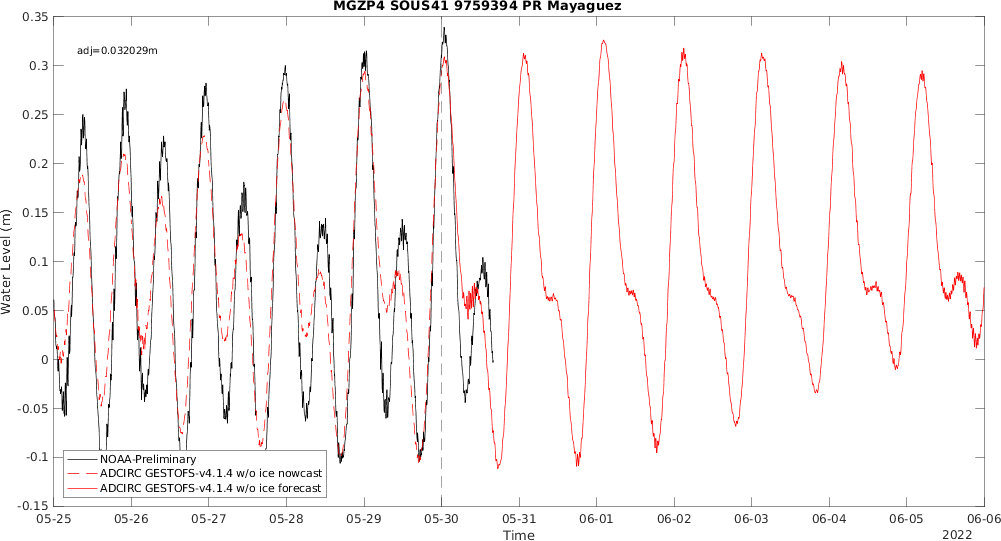 MGZP4 SOUS41 9759394 PR Mayaguez
adj=0.032029m
0.35
0.3
0.25
0.2
0.15
0.1
0.05
0
-0.05
-0.1
-0.15
Water Level (m)
NOAA-Preliminary
ADCIRC GESTOFS-v4.1.4 w/o ice nowcast
ADCIRC GESTOFS-v4.1.4 w/o ice forecast
05-25 05-26 05-27 05-28 05-29 05-30 05-31 06-01 06-02 06-03 06-04 06-05 06-06
Time
2022